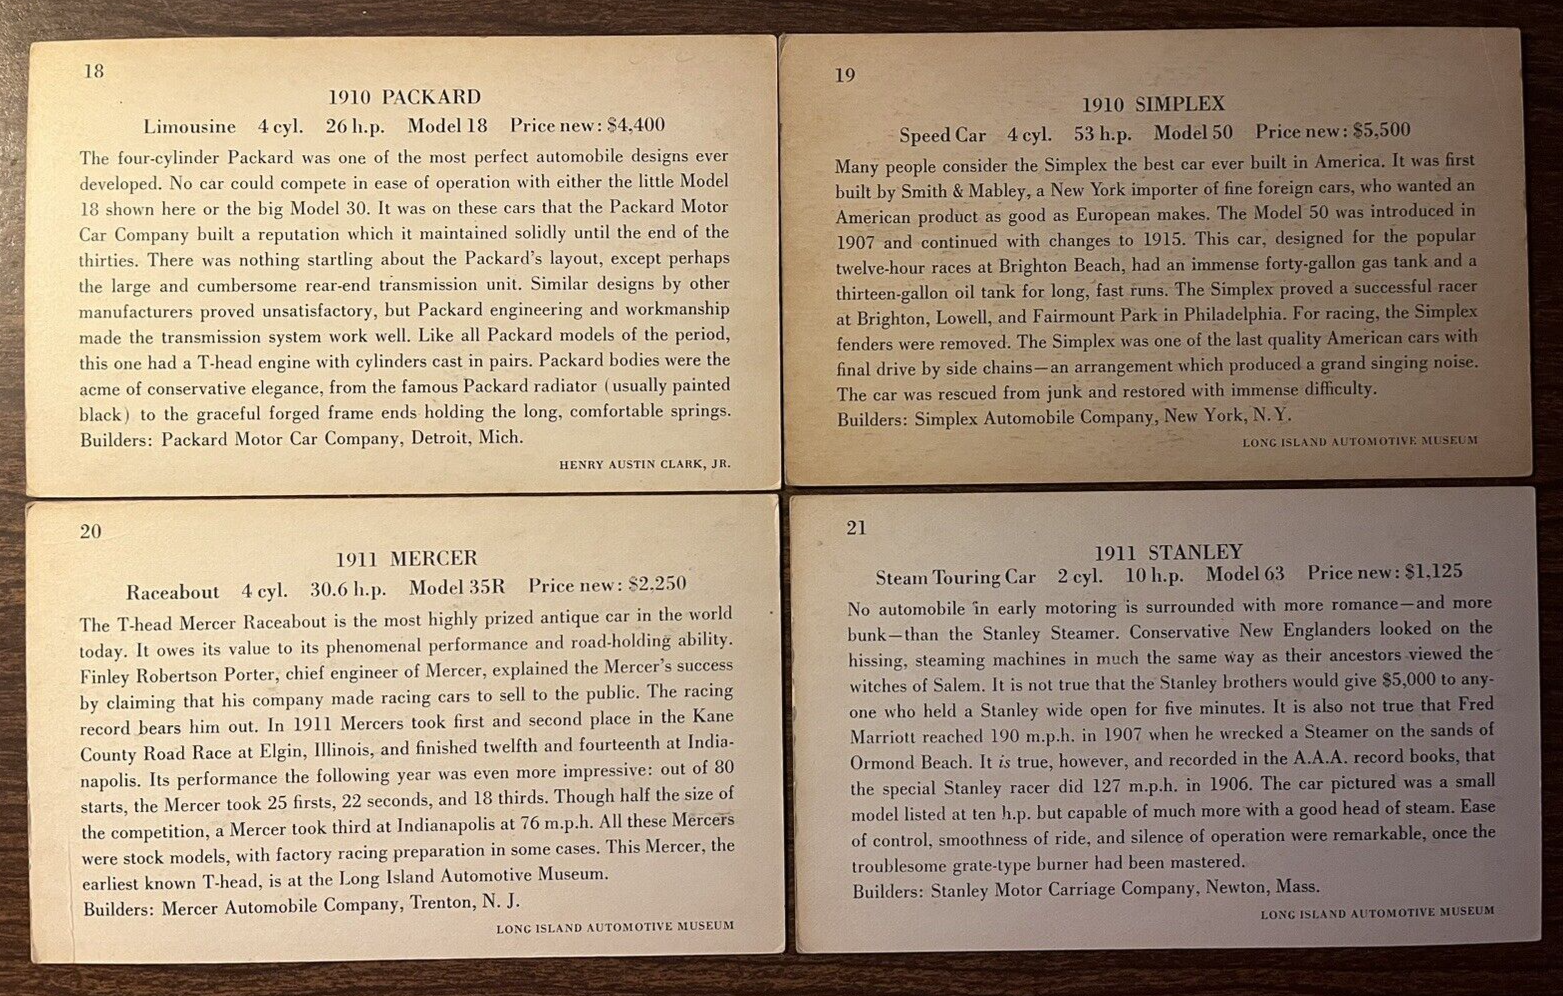 18
1910 PACKARD
Limousine 4 cyl. 26 h.p. Model 18 Price new: $4,400
The four-cylinder Packard was one of the most perfect automobile designs ever
developed. No car could compete in ease of operation with either the little Model
18 shown here or the big Model 30. It was on these cars that the Packard Motor
Car Company built a reputation which it maintained solidly until the end of the
thirties. There was nothing startling about the Packard's layout, except perhaps
the large and cumbersome rear-end transmission unit. Similar designs by other
manufacturers proved unsatisfactory, but Packard engineering and workmanship
made the transmission system work well. Like all Packard models of the period,
this one had a T-head engine with cylinders cast in pairs. Packard bodies were the
acme of conservative elegance, from the famous Packard radiator (usually painted
black) to the graceful forged frame ends holding the long, comfortable springs.
Builders: Packard Motor Car Company, Detroit, Mich.
HENRY AUSTIN CLARK, JR.
19
1910 SIMPLEX
Speed Car 4 cyl. 53 h.p. Model 50 Price new: $5,500
Many people consider the Simplex the best car ever built in America. It was first
built by Smith & Mabley, a New York importer of fine foreign cars, who wanted an
American product as good as European makes. The Model 50 was introduced in
1907 and continued with changes to 1915. This car, designed for the popular
twelve-hour races at Brighton Beach, had an immense forty-gallon gas tank and a
thirteen-gallon oil tank for long, fast runs. The Simplex proved a successful racer
at Brighton, Lowell, and Fairmount Park in Philadelphia. For racing, the Simplex
fenders were removed. The Simplex was one of the last quality American cars with
final drive by side chains—an arrangement which produced a grand singing noise.
The car was rescued from junk and restored with immense difficulty.
Builders: Simplex Automobile Company, New York, N. Y.
LONG ISLAND AUTOMOTIVE MUSEUM
20
1911 MERCER
Raceabout 4 cyl. 30.6 h.p. Model 35R Price new: $2,250
The T-head Mercer Raceabout is the most highly prized antique car in the world
today. It owes its value to its phenomenal performance and road-holding ability.
Finley Robertson Porter, chief engineer of Mercer, explained the Mercer's success
by claiming that his company made racing cars to sell to the public. The racing
record bears him out. In 1911 Mercers took first and second place in the Kane
County Road Race at Elgin, Illinois, and finished twelfth and fourteenth at India-
napolis. Its performance the following year was even more impressive: out of 80
starts, the Mercer took 25 firsts, 22 seconds, and 18 thirds. Though half the size of
the competition, a Mercer took third at Indianapolis at 76 m.p.h. All these Mercers
were stock models, with factory racing preparation in some cases. This Mercer, the
earliest known T-head, is at the Long Island Automotive Museum.
Builders: Mercer Automobile Company, Trenton, N. J.
LONG ISLAND AUTOMOTIVE MUSEUM
21
1911 STANLEY
Steam Touring Car 2 cyl. 10 h.p. Model 63 Price new: $1,125
No automobile in early motoring is surrounded with more romance—and more
bunk—than the Stanley Steamer. Conservative New Englanders looked on the
hissing, steaming machines in much the same way as their ancestors viewed the
witches of Salem. It is not true that the Stanley brothers would give $5,000 to any-
one who held a Stanley wide open for five minutes. It is also not true that Fred
Marriott reached 190 m.p.h. in 1907 when he wrecked a Steamer on the sands of
Ormond Beach. It is true, however, and recorded in the A.A.A. record books, that
the special Stanley racer did 127 m.p.h. in 1906. The car pictured was a small
model listed at ten h.p. but capable of much more with a good head of steam. Ease
of control, smoothness of ride, and silence of operation were remarkable, once the
troublesome grate-type burner had been mastered.
Builders: Stanley Motor Carriage Company, Newton, Mass.
LONG ISLAND AUTOMOTIVE MUSEUM